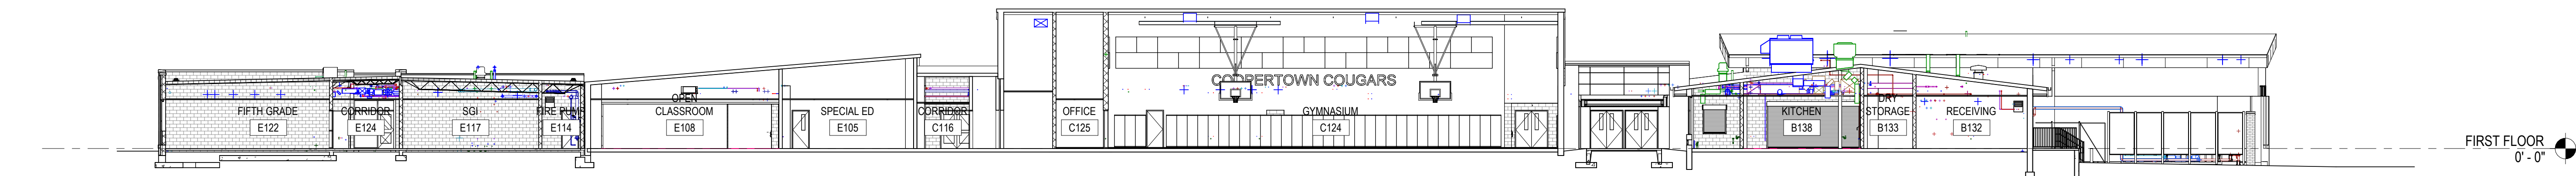 COOPERTOWN COUGARS
FIFTH GRADE
E122
CORRIDOR
E124
SGI
E117
FIRE PUMP
E114
OPEN
CLASSROOM
E108
SPECIAL ED
E105
CORRIDOR
C116
OFFICE
C125
GYMNASIUM
C124
KITCHEN
B138
DRY
STORAGE
B133
RECEIVING
B132
FIRST FLOOR
0' - 0"